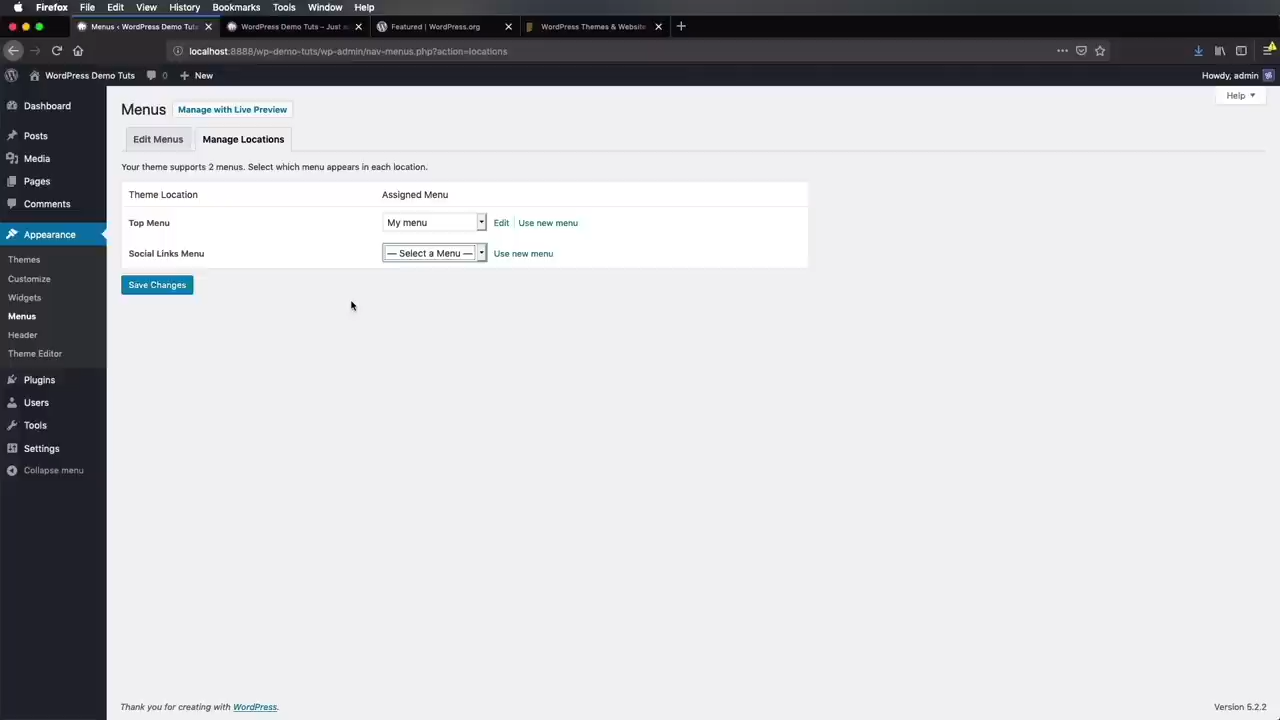 Firefox File Edit View History Bookmarks Tools Window Help
Menus ‹ WordPress Demo Tuts WordPress Demo Tuts – Just a Featured | WordPress.org WordPress Themes & Website
localhost:8888/wp-demo-tuts/wp-admin/nav-menus.php?action=locations
WordPress Demo Tuts 0 New Howdy, admin
Help
Menus Manage with Live Preview
Edit Menus Manage Locations
Your theme supports 2 menus. Select which menu appears in each location.
Theme Location Assigned Menu
Top Menu My menu Edit Use new menu
Social Links Menu — Select a Menu — Use new menu
Save Changes
Dashboard
Posts
Media
Pages
Comments
Appearance
Themes
Customize
Widgets
Menus
Header
Theme Editor
Plugins
Users
Tools
Settings
Collapse menu
Thank you for creating with WordPress. Version 5.2.2